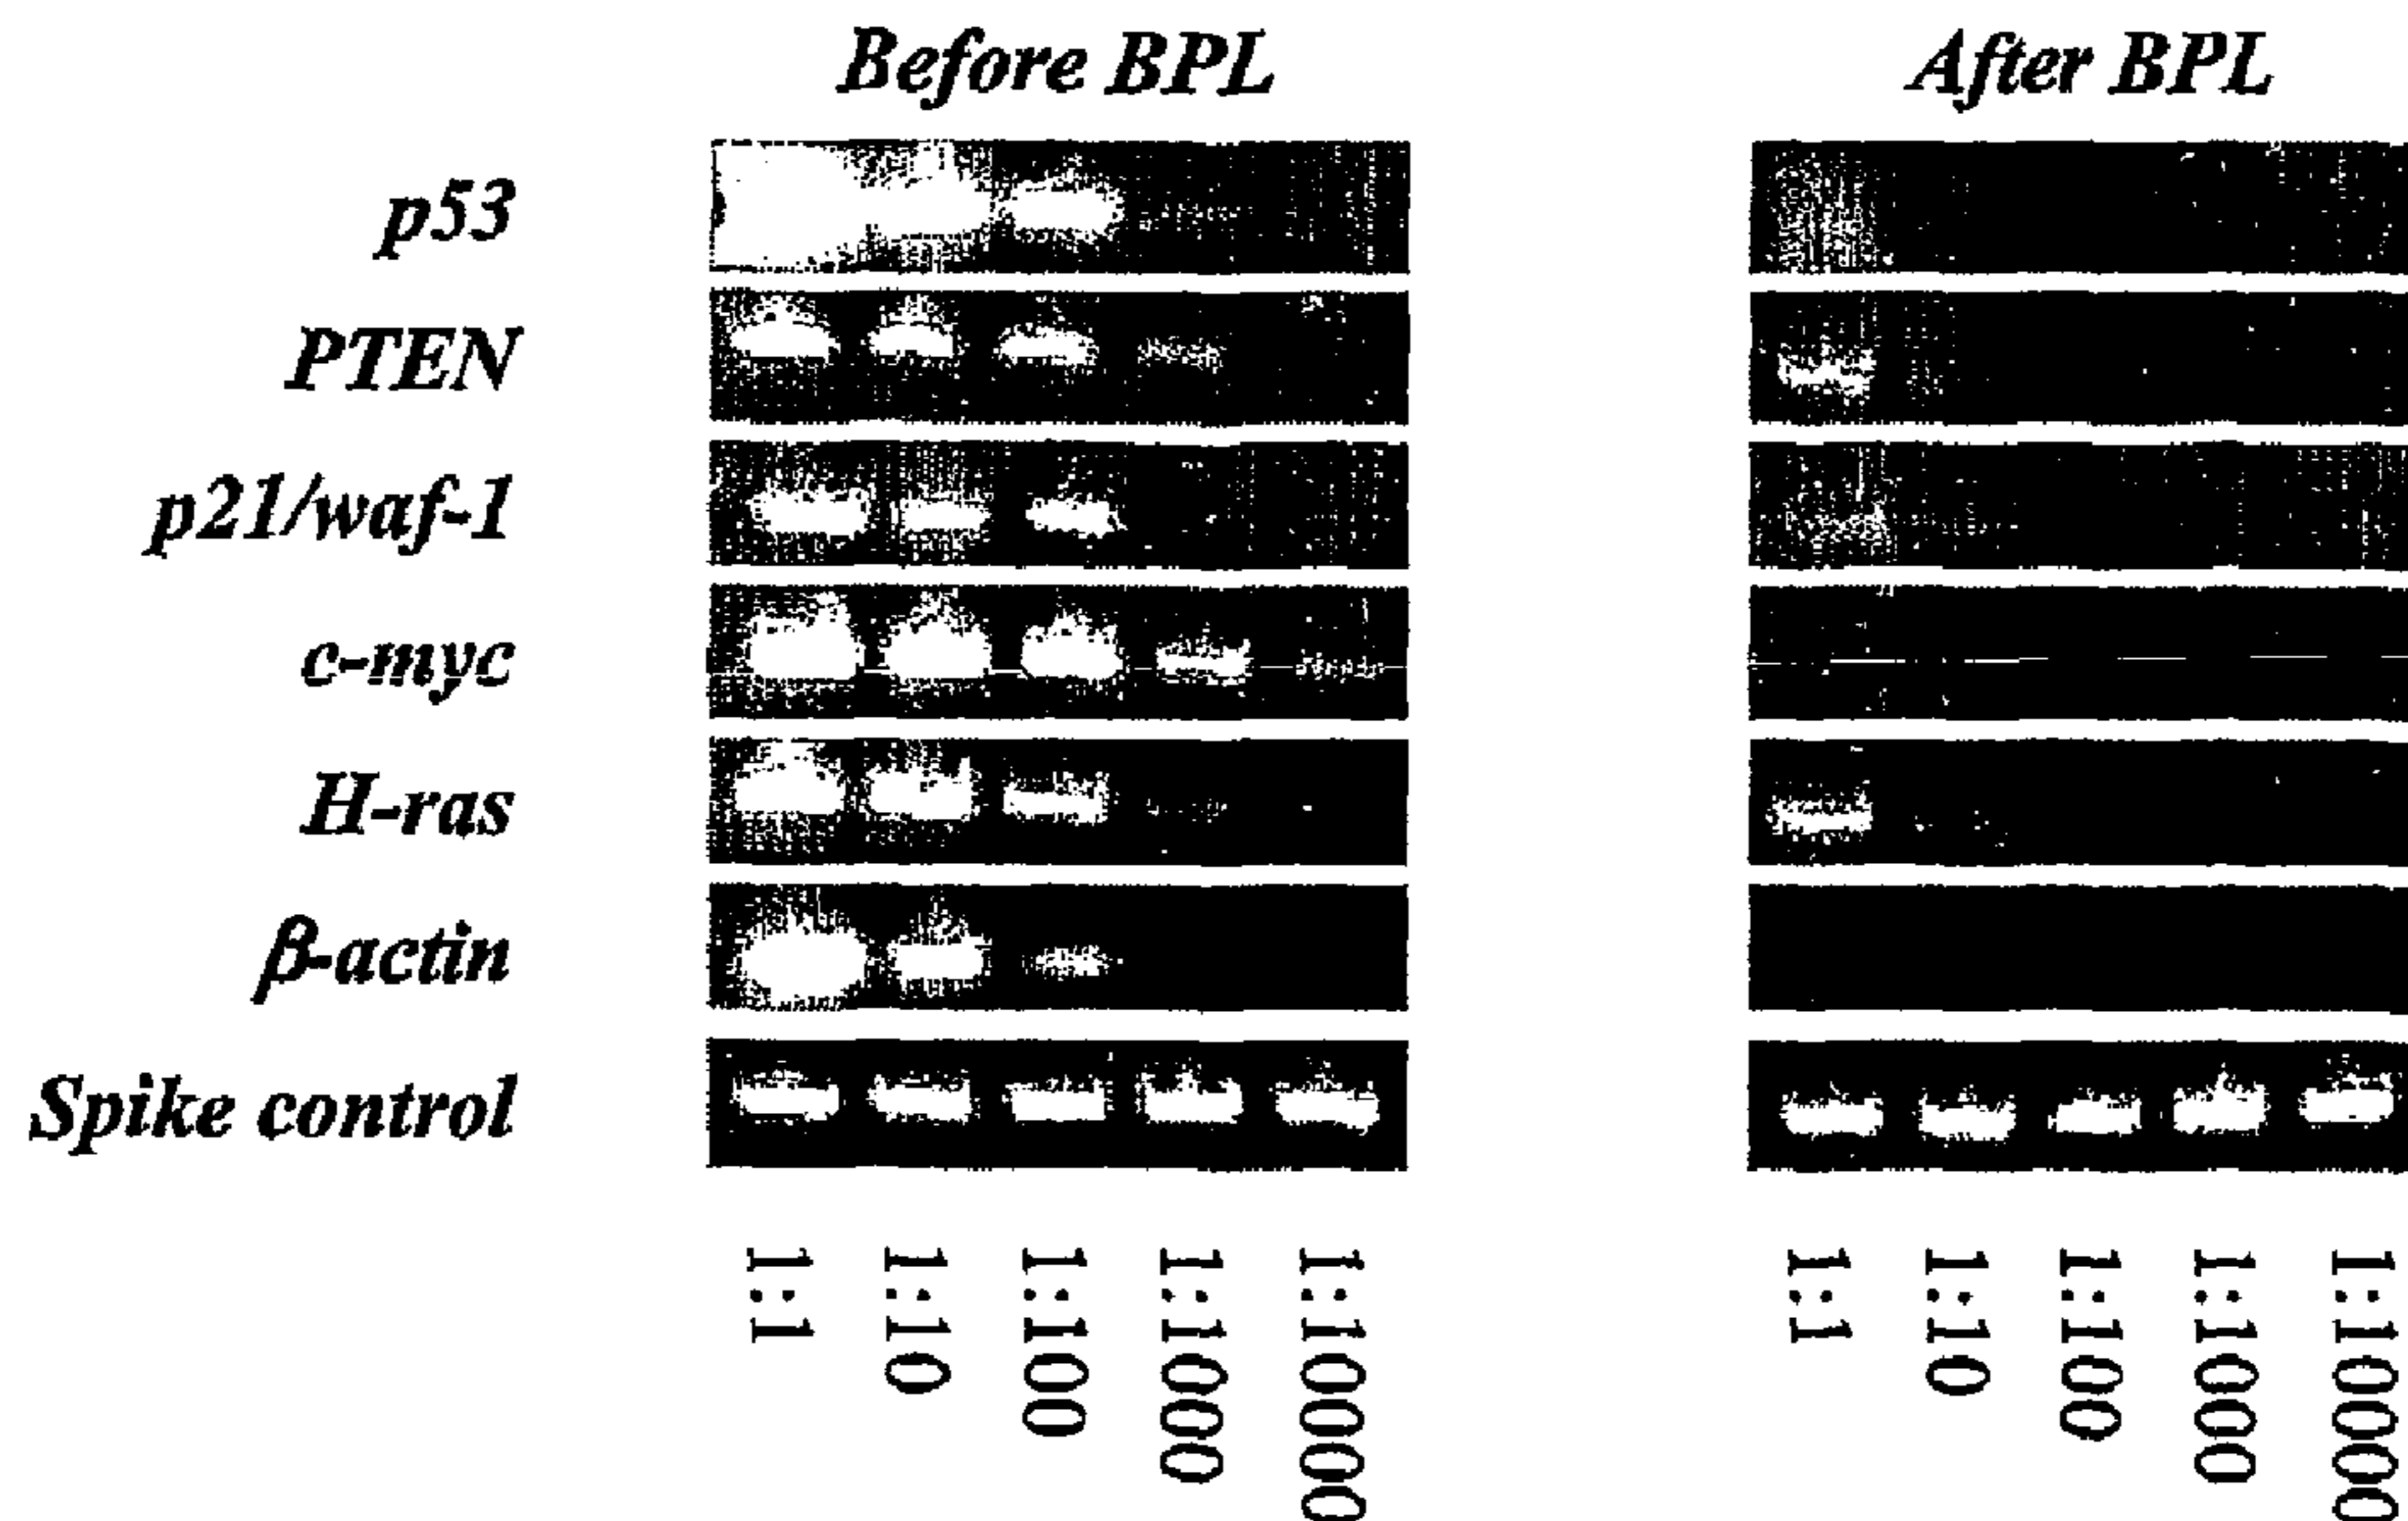 Before BPL After BPL
p53
PTEN
p21/waf-1
c-myc
H-ras
β-actin
Spike control
1:1 1:10 1:100 1:1000 1:10000 1:1 1:10 1:100 1:1000 1:10000